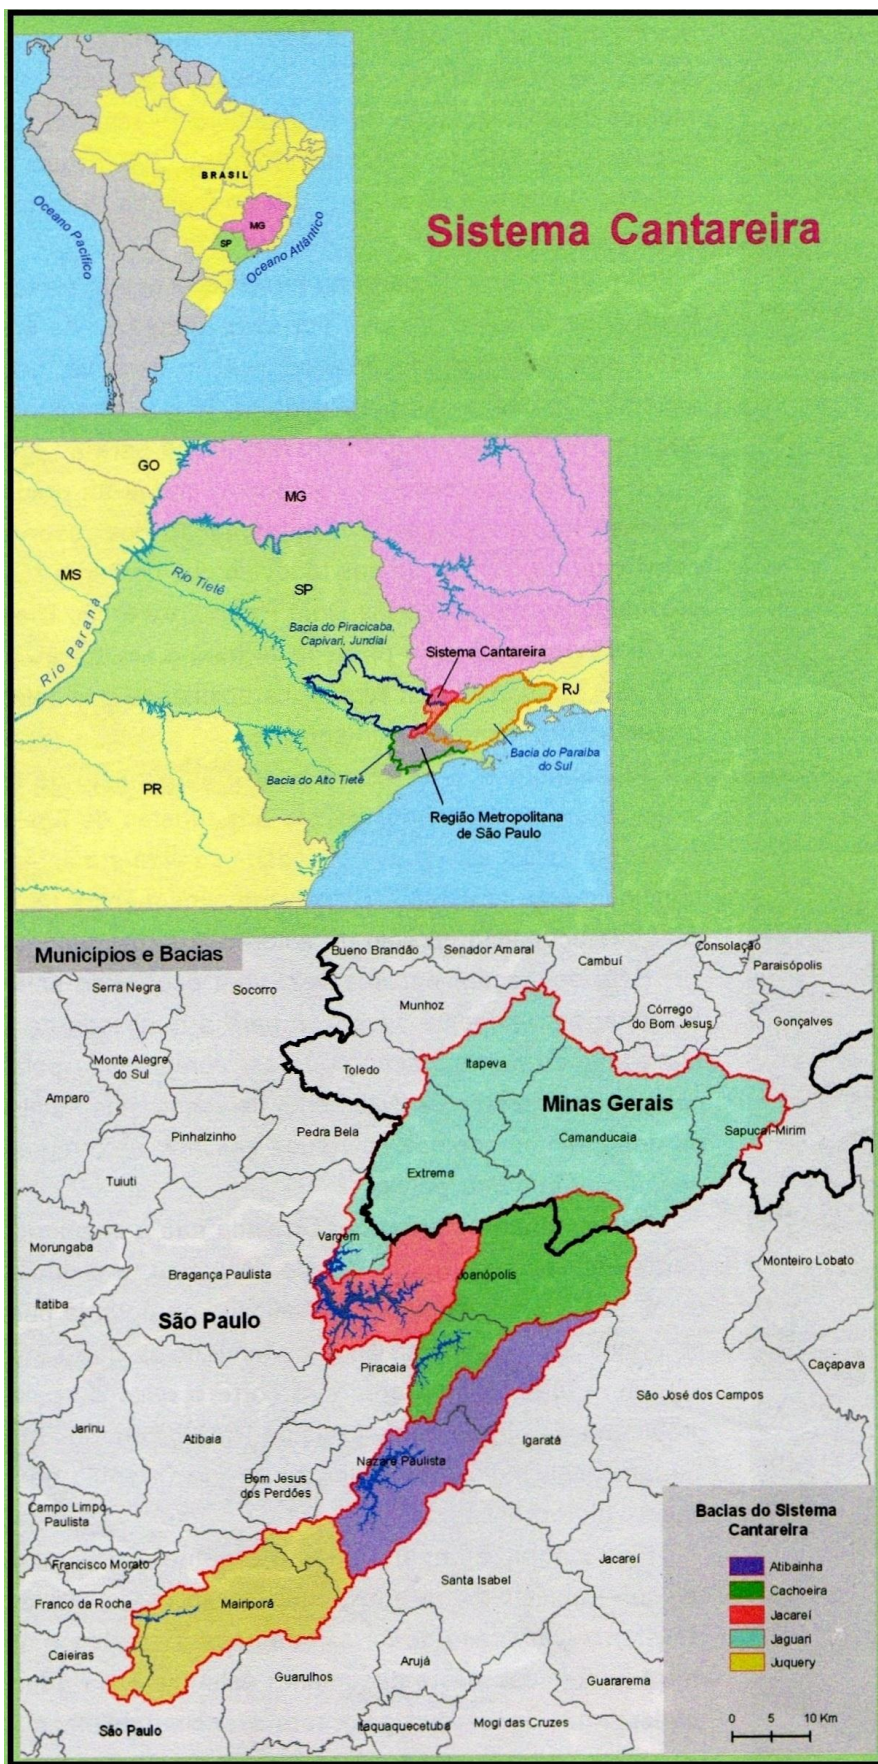 Sistema Cantareira
BRASIL
MG
SP
Oceano Pacífico
Oceano Atlântico
GO
MG
MS
Rio Tietê
SP
Rio Paraná
Bacia do Piracicaba,
Capivari, Jundiaí
Sistema Cantareira
RJ
Bacia do Paraíba
do Sul
Bacia do Alto Tietê
PR
Região Metropolitana
de São Paulo
Municípios e Bacias
Bueno Brandão
Senador Amaral
Consolação
Cambuí
Paraisópolis
Serra Negra
Socorro
Munhoz
Córrego
do Bom Jesus
Gonçalves
Monte Alegre
do Sul
Toledo
Itapeva
Amparo
Minas Gerais
Pinhalzinho
Pedra Bela
Camanducaia
Sapucaí-Mirim
Tuiuti
Extrema
Vargem
Morungaba
Bragança Paulista
Joanópolis
Monteiro Lobato
Itatiba
São Paulo
Piracaia
Caçapava
São José dos Campos
Jarinu
Atibaia
Igaratá
Nazaré Paulista
Bom Jesus
dos Perdões
Campo Limpo
Paulista
Bacias do Sistema
Cantareira
Francisco Morato
Jacareí
Atibainha
Santa Isabel
Cachoeira
Franco da Rocha
Mairiporã
Jacareí
Jaguari
Caieiras
Arujá
Juquery
Guarulhos
Guararema
São Paulo
Itaquaquecetuba
Mogi das Cruzes
0 5 10 Km